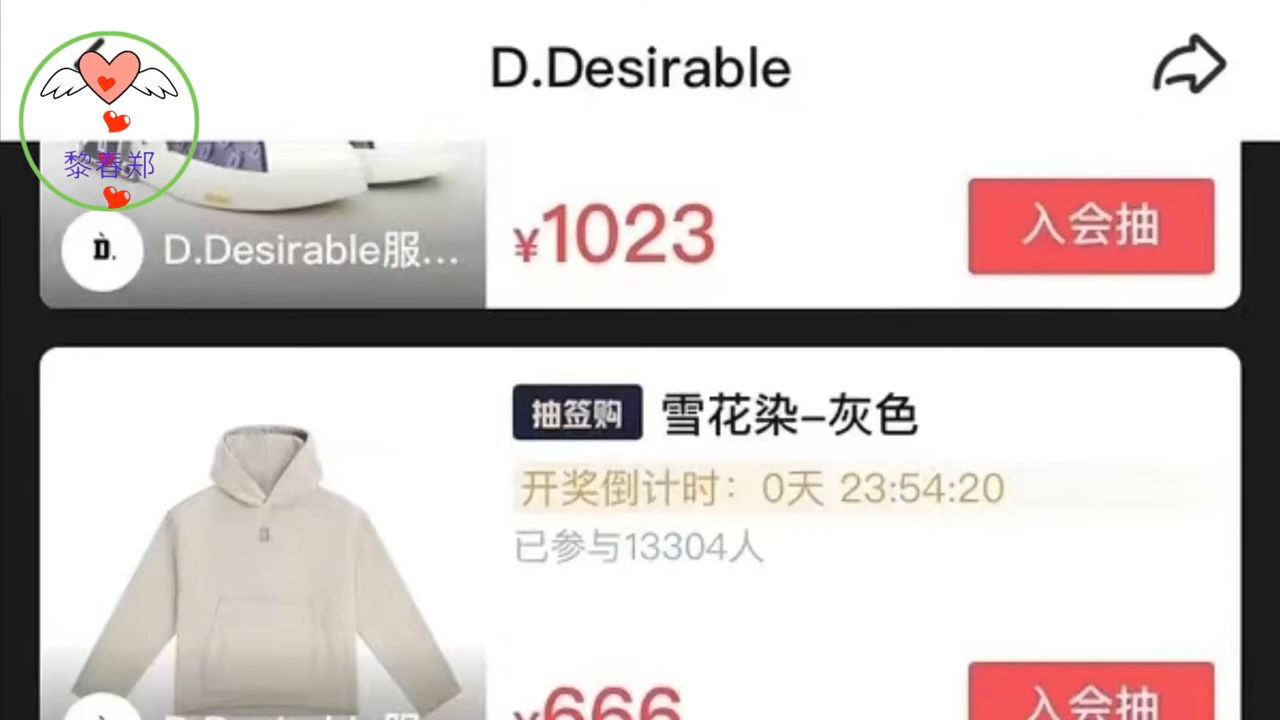 D.Desirable
黎春郑
D.
D.Desirable服...
¥1023
入会抽
抽签购 雪花染-灰色
开奖倒计时：0天 23:54:20
已参与13304人
¥666
入会抽